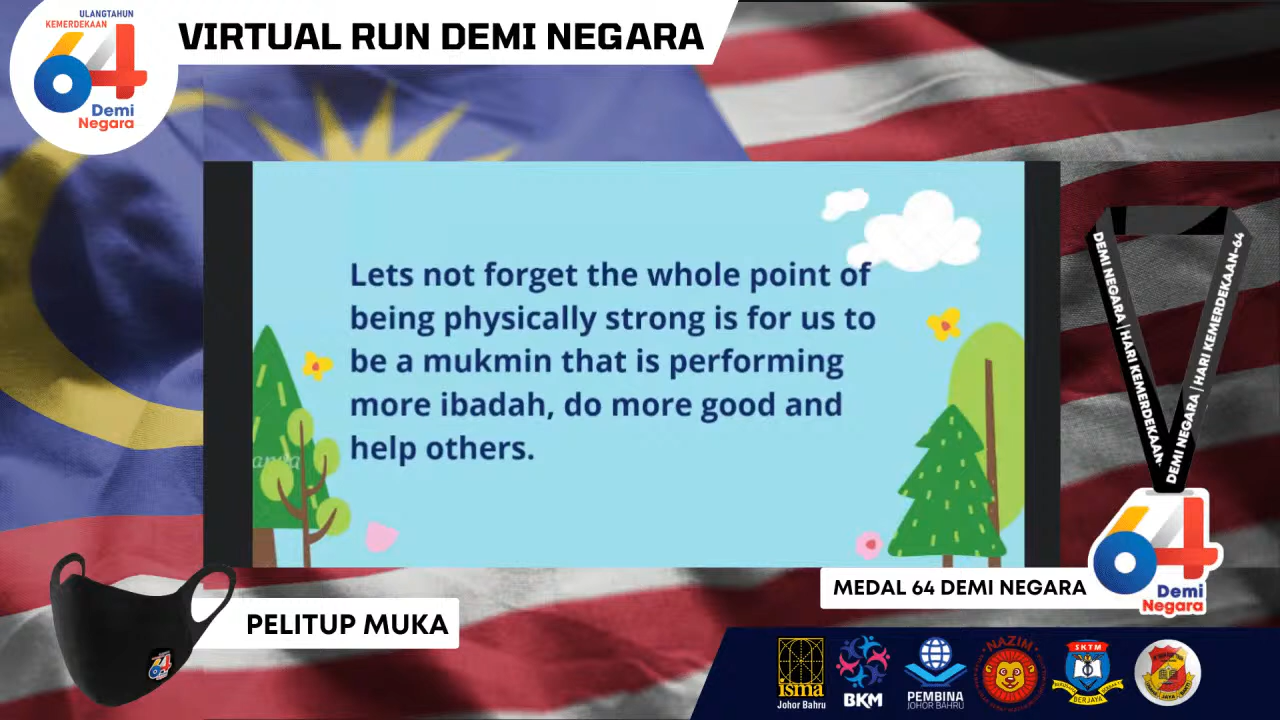 ULANGTAHUN
KEMERDEKAAN
64
Demi
Negara
VIRTUAL RUN DEMI NEGARA
Lets not forget the whole point of
being physically strong is for us to
be a mukmin that is performing
more ibadah, do more good and
help others.
DEMI NEGARA | HARI KEMERDEKAAN
DEMI NEGARA | HARI KEMERDEKAAN-64
64
Demi
Negara
MEDAL 64 DEMI NEGARA
PELITUP MUKA
64
isma
Johor Bahru
BKM
PEMBINA
JOHOR BAHRU
NAZIM
SKTM
BERJAYA